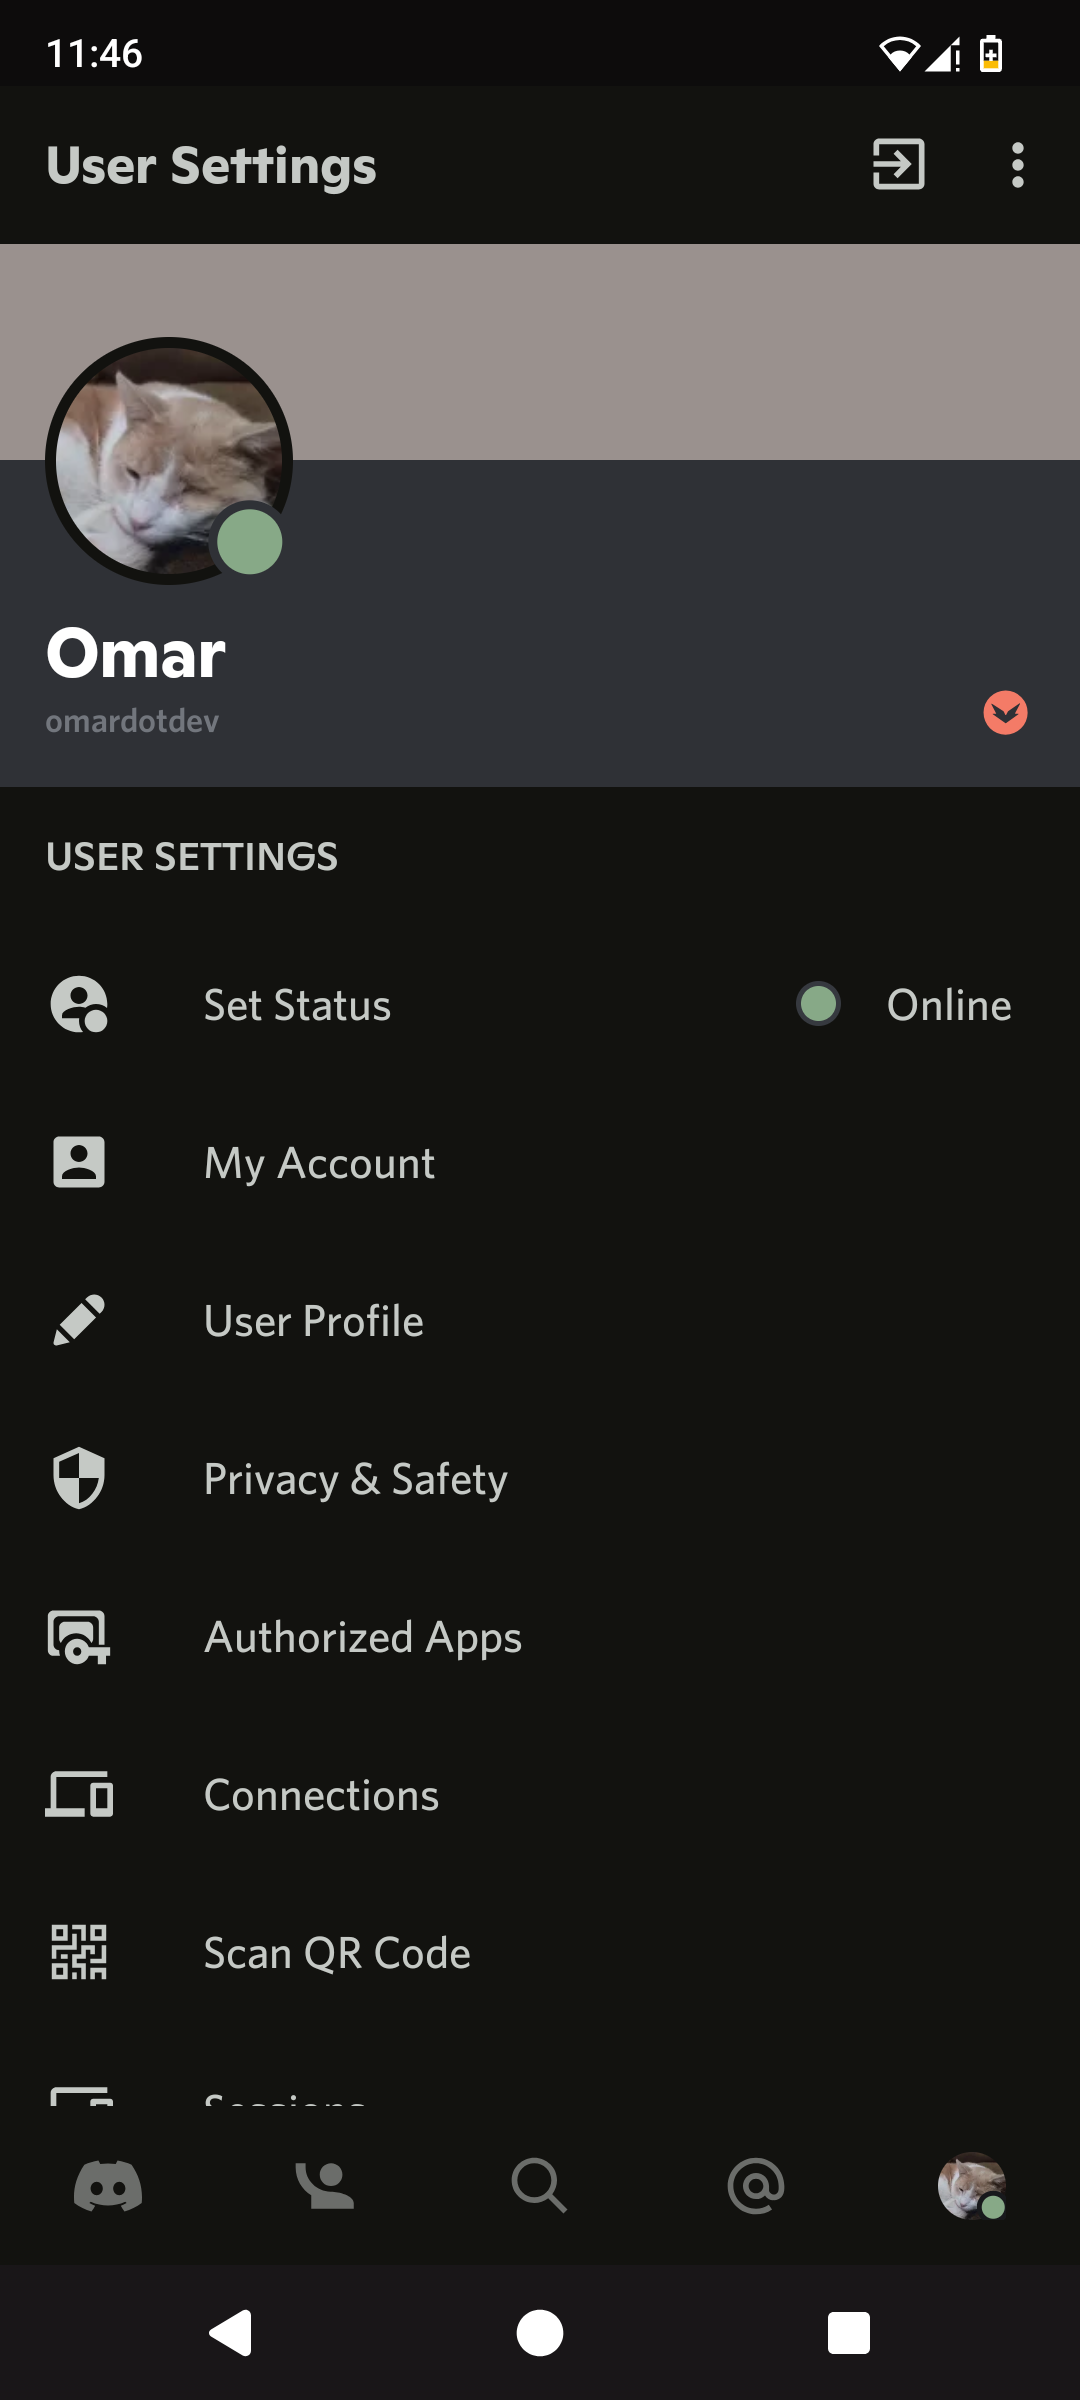 11:46
User Settings
Omar
omardotdev
USER SETTINGS
Set Status
Online
My Account
User Profile
Privacy & Safety
Authorized Apps
Connections
Scan QR Code
Sessions